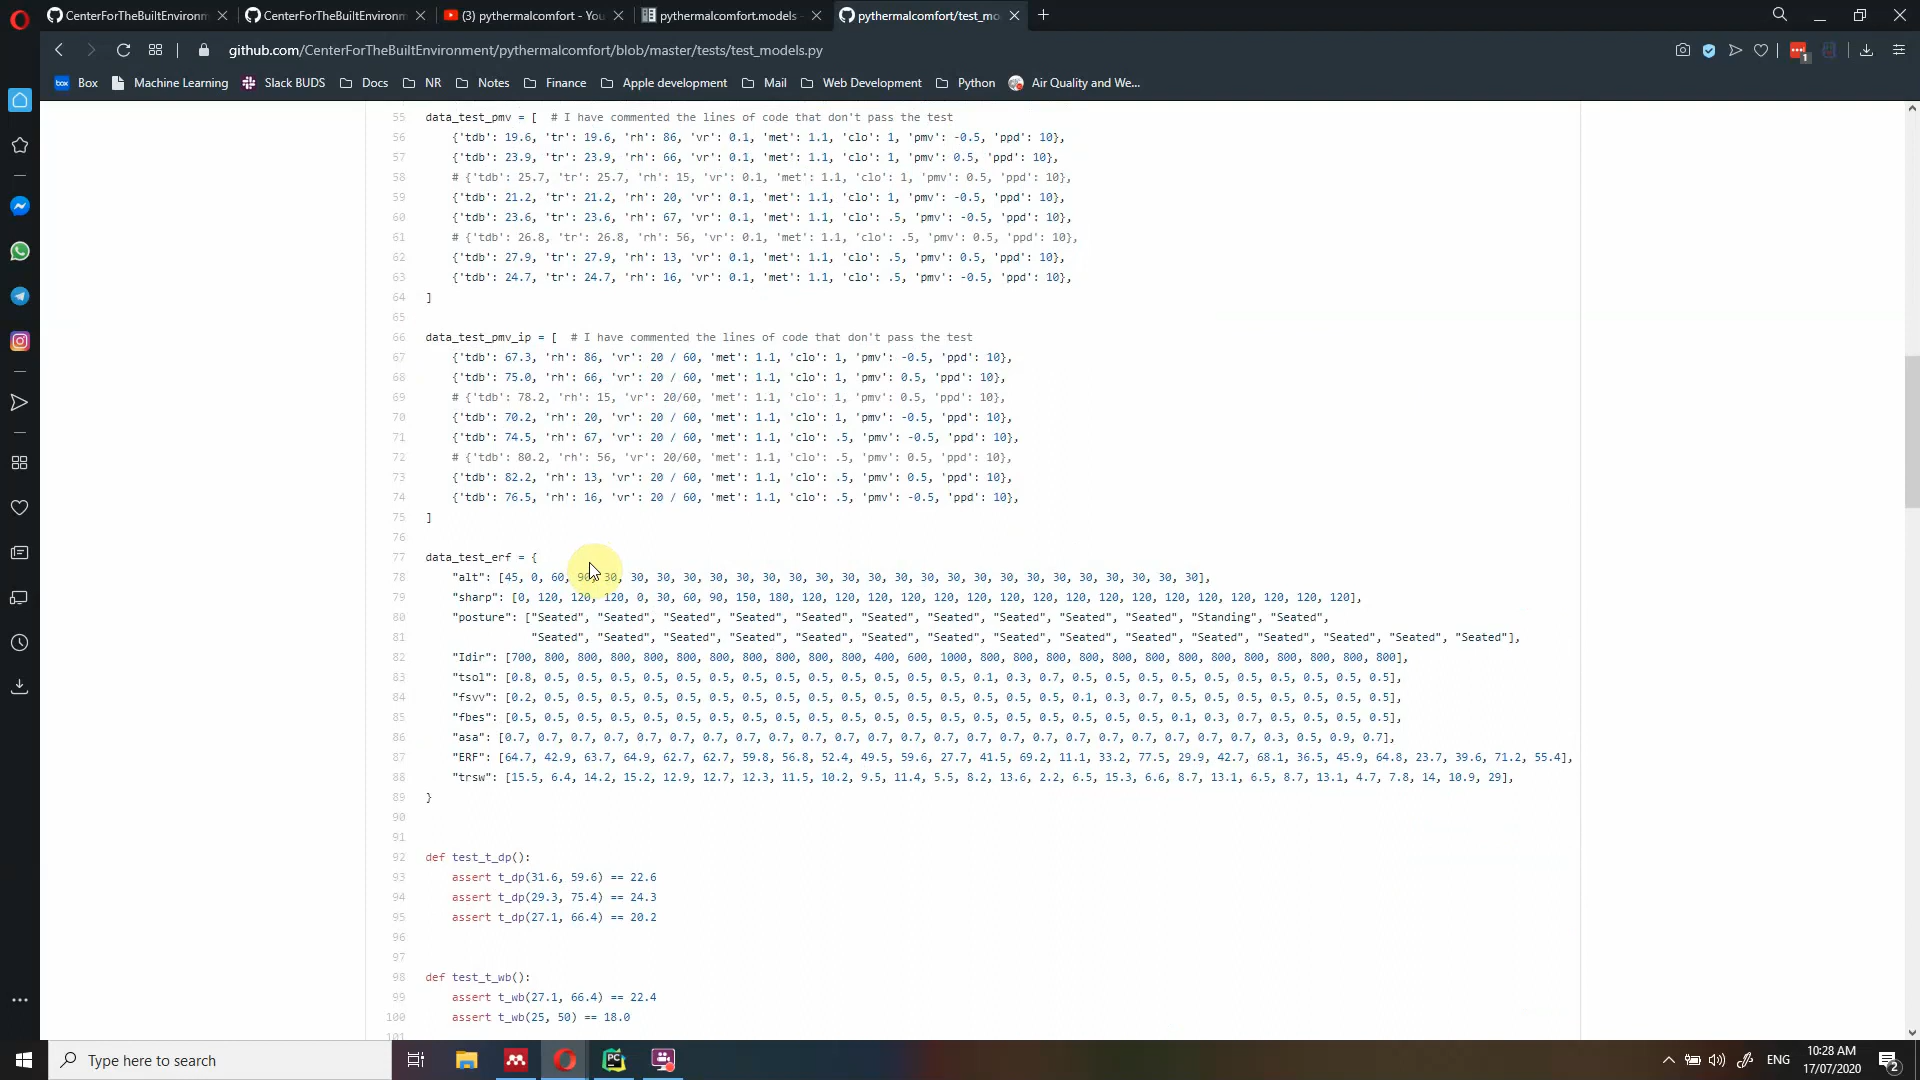 CenterForTheBuiltEnvironm
CenterForTheBuiltEnvironm
(3) pythermalcomfort - You
pythermalcomfort.models -
pythermalcomfort/test_mo
github.com/CenterForTheBuiltEnvironment/pythermalcomfort/blob/master/tests/test_models.py
1
box Box Machine Learning Slack BUDS Docs NR Notes Finance Apple development Mail Web Development Python Air Quality and We...
55 data_test_pmv = [  # I have commented the lines of code that don't pass the test
56 {'tdb': 19.6, 'tr': 19.6, 'rh': 86, 'vr': 0.1, 'met': 1.1, 'clo': 1, 'pmv': -0.5, 'ppd': 10},
57 {'tdb': 23.9, 'tr': 23.9, 'rh': 66, 'vr': 0.1, 'met': 1.1, 'clo': 1, 'pmv': 0.5, 'ppd': 10},
58 # {'tdb': 25.7, 'tr': 25.7, 'rh': 15, 'vr': 0.1, 'met': 1.1, 'clo': 1, 'pmv': 0.5, 'ppd': 10},
59 {'tdb': 21.2, 'tr': 21.2, 'rh': 20, 'vr': 0.1, 'met': 1.1, 'clo': 1, 'pmv': -0.5, 'ppd': 10},
60 {'tdb': 23.6, 'tr': 23.6, 'rh': 67, 'vr': 0.1, 'met': 1.1, 'clo': .5, 'pmv': -0.5, 'ppd': 10},
61 # {'tdb': 26.8, 'tr': 26.8, 'rh': 56, 'vr': 0.1, 'met': 1.1, 'clo': .5, 'pmv': 0.5, 'ppd': 10},
62 {'tdb': 27.9, 'tr': 27.9, 'rh': 13, 'vr': 0.1, 'met': 1.1, 'clo': .5, 'pmv': 0.5, 'ppd': 10},
63 {'tdb': 24.7, 'tr': 24.7, 'rh': 16, 'vr': 0.1, 'met': 1.1, 'clo': .5, 'pmv': -0.5, 'ppd': 10},
64 ]
65
66 data_test_pmv_ip = [  # I have commented the lines of code that don't pass the test
67 {'tdb': 67.3, 'rh': 86, 'vr': 20 / 60, 'met': 1.1, 'clo': 1, 'pmv': -0.5, 'ppd': 10},
68 {'tdb': 75.0, 'rh': 66, 'vr': 20 / 60, 'met': 1.1, 'clo': 1, 'pmv': 0.5, 'ppd': 10},
69 # {'tdb': 78.2, 'rh': 15, 'vr': 20/60, 'met': 1.1, 'clo': 1, 'pmv': 0.5, 'ppd': 10},
70 {'tdb': 70.2, 'rh': 20, 'vr': 20 / 60, 'met': 1.1, 'clo': 1, 'pmv': -0.5, 'ppd': 10},
71 {'tdb': 74.5, 'rh': 67, 'vr': 20 / 60, 'met': 1.1, 'clo': .5, 'pmv': -0.5, 'ppd': 10},
72 # {'tdb': 80.2, 'rh': 56, 'vr': 20/60, 'met': 1.1, 'clo': .5, 'pmv': 0.5, 'ppd': 10},
73 {'tdb': 82.2, 'rh': 13, 'vr': 20 / 60, 'met': 1.1, 'clo': .5, 'pmv': 0.5, 'ppd': 10},
74 {'tdb': 76.5, 'rh': 16, 'vr': 20 / 60, 'met': 1.1, 'clo': .5, 'pmv': -0.5, 'ppd': 10},
75 ]
76
77 data_test_erf = {
78 "alt": [45, 0, 60, 90, 30, 30, 30, 30, 30, 30, 30, 30, 30, 30, 30, 30, 30, 30, 30, 30, 30, 30, 30, 30, 30, 30, 30],
79 "sharp": [0, 120, 120, 120, 0, 30, 60, 90, 150, 180, 120, 120, 120, 120, 120, 120, 120, 120, 120, 120, 120, 120, 120, 120, 120, 120, 120],
80 "posture": ["Seated", "Seated", "Seated", "Seated", "Seated", "Seated", "Seated", "Seated", "Seated", "Seated", "Standing", "Seated",
81 "Seated", "Seated", "Seated", "Seated", "Seated", "Seated", "Seated", "Seated", "Seated", "Seated", "Seated", "Seated", "Seated", "Seated", "Seated"],
82 "Idir": [700, 800, 800, 800, 800, 800, 800, 800, 800, 800, 800, 400, 600, 1000, 800, 800, 800, 800, 800, 800, 800, 800, 800, 800, 800, 800, 800],
83 "tsol": [0.8, 0.5, 0.5, 0.5, 0.5, 0.5, 0.5, 0.5, 0.5, 0.5, 0.5, 0.5, 0.5, 0.5, 0.1, 0.3, 0.7, 0.5, 0.5, 0.5, 0.5, 0.5, 0.5, 0.5, 0.5, 0.5, 0.5],
84 "fsvv": [0.2, 0.5, 0.5, 0.5, 0.5, 0.5, 0.5, 0.5, 0.5, 0.5, 0.5, 0.5, 0.5, 0.5, 0.5, 0.5, 0.5, 0.1, 0.3, 0.7, 0.5, 0.5, 0.5, 0.5, 0.5, 0.5, 0.5],
85 "fbes": [0.5, 0.5, 0.5, 0.5, 0.5, 0.5, 0.5, 0.5, 0.5, 0.5, 0.5, 0.5, 0.5, 0.5, 0.5, 0.5, 0.5, 0.5, 0.5, 0.5, 0.1, 0.3, 0.7, 0.5, 0.5, 0.5, 0.5],
86 "asa": [0.7, 0.7, 0.7, 0.7, 0.7, 0.7, 0.7, 0.7, 0.7, 0.7, 0.7, 0.7, 0.7, 0.7, 0.7, 0.7, 0.7, 0.7, 0.7, 0.7, 0.7, 0.7, 0.7, 0.3, 0.5, 0.9, 0.7],
87 "ERF": [64.7, 42.9, 63.7, 64.9, 62.7, 62.7, 59.8, 56.8, 52.4, 49.5, 59.6, 27.7, 41.5, 69.2, 11.1, 33.2, 77.5, 29.9, 42.7, 68.1, 36.5, 45.9, 64.8, 23.7, 39.6, 71.2, 55.4],
88 "trsw": [15.5, 6.4, 14.2, 15.2, 12.9, 12.7, 12.3, 11.5, 10.2, 9.5, 11.4, 5.5, 8.2, 13.6, 2.2, 6.5, 15.3, 6.6, 8.7, 13.1, 6.5, 8.7, 13.1, 4.7, 7.8, 14, 10.9, 29],
89 }
90
91
92 def test_t_dp():
93 assert t_dp(31.6, 59.6) == 22.6
94 assert t_dp(29.3, 75.4) == 24.3
95 assert t_dp(27.1, 66.4) == 20.2
96
97
98 def test_t_wb():
99 assert t_wb(27.1, 66.4) == 22.4
100 assert t_wb(25, 50) == 18.0
101
Type here to search
PC
ENG
10:28 AM
17/07/2020
2